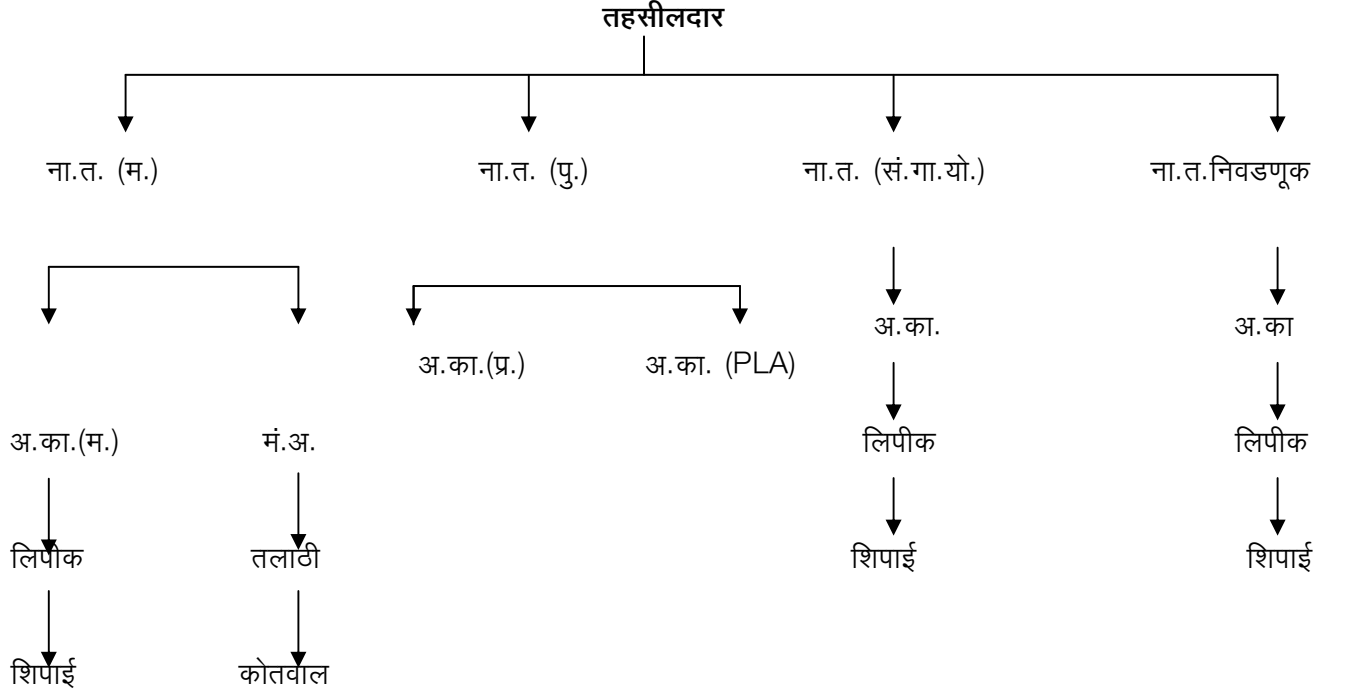 तहसीलदार
ना.त. (म.) ना.त. (पु.) ना.त. (सं.गा.यो.) ना.त.निवडणूक
अ.का. अ.का
अ.का.(प्र.) अ.का. (PLA)
अ.का.(म.) मं.अ. लिपीक लिपीक
लिपीक तलाठी शिपाई शिपाई
शिपाई कोतवाल